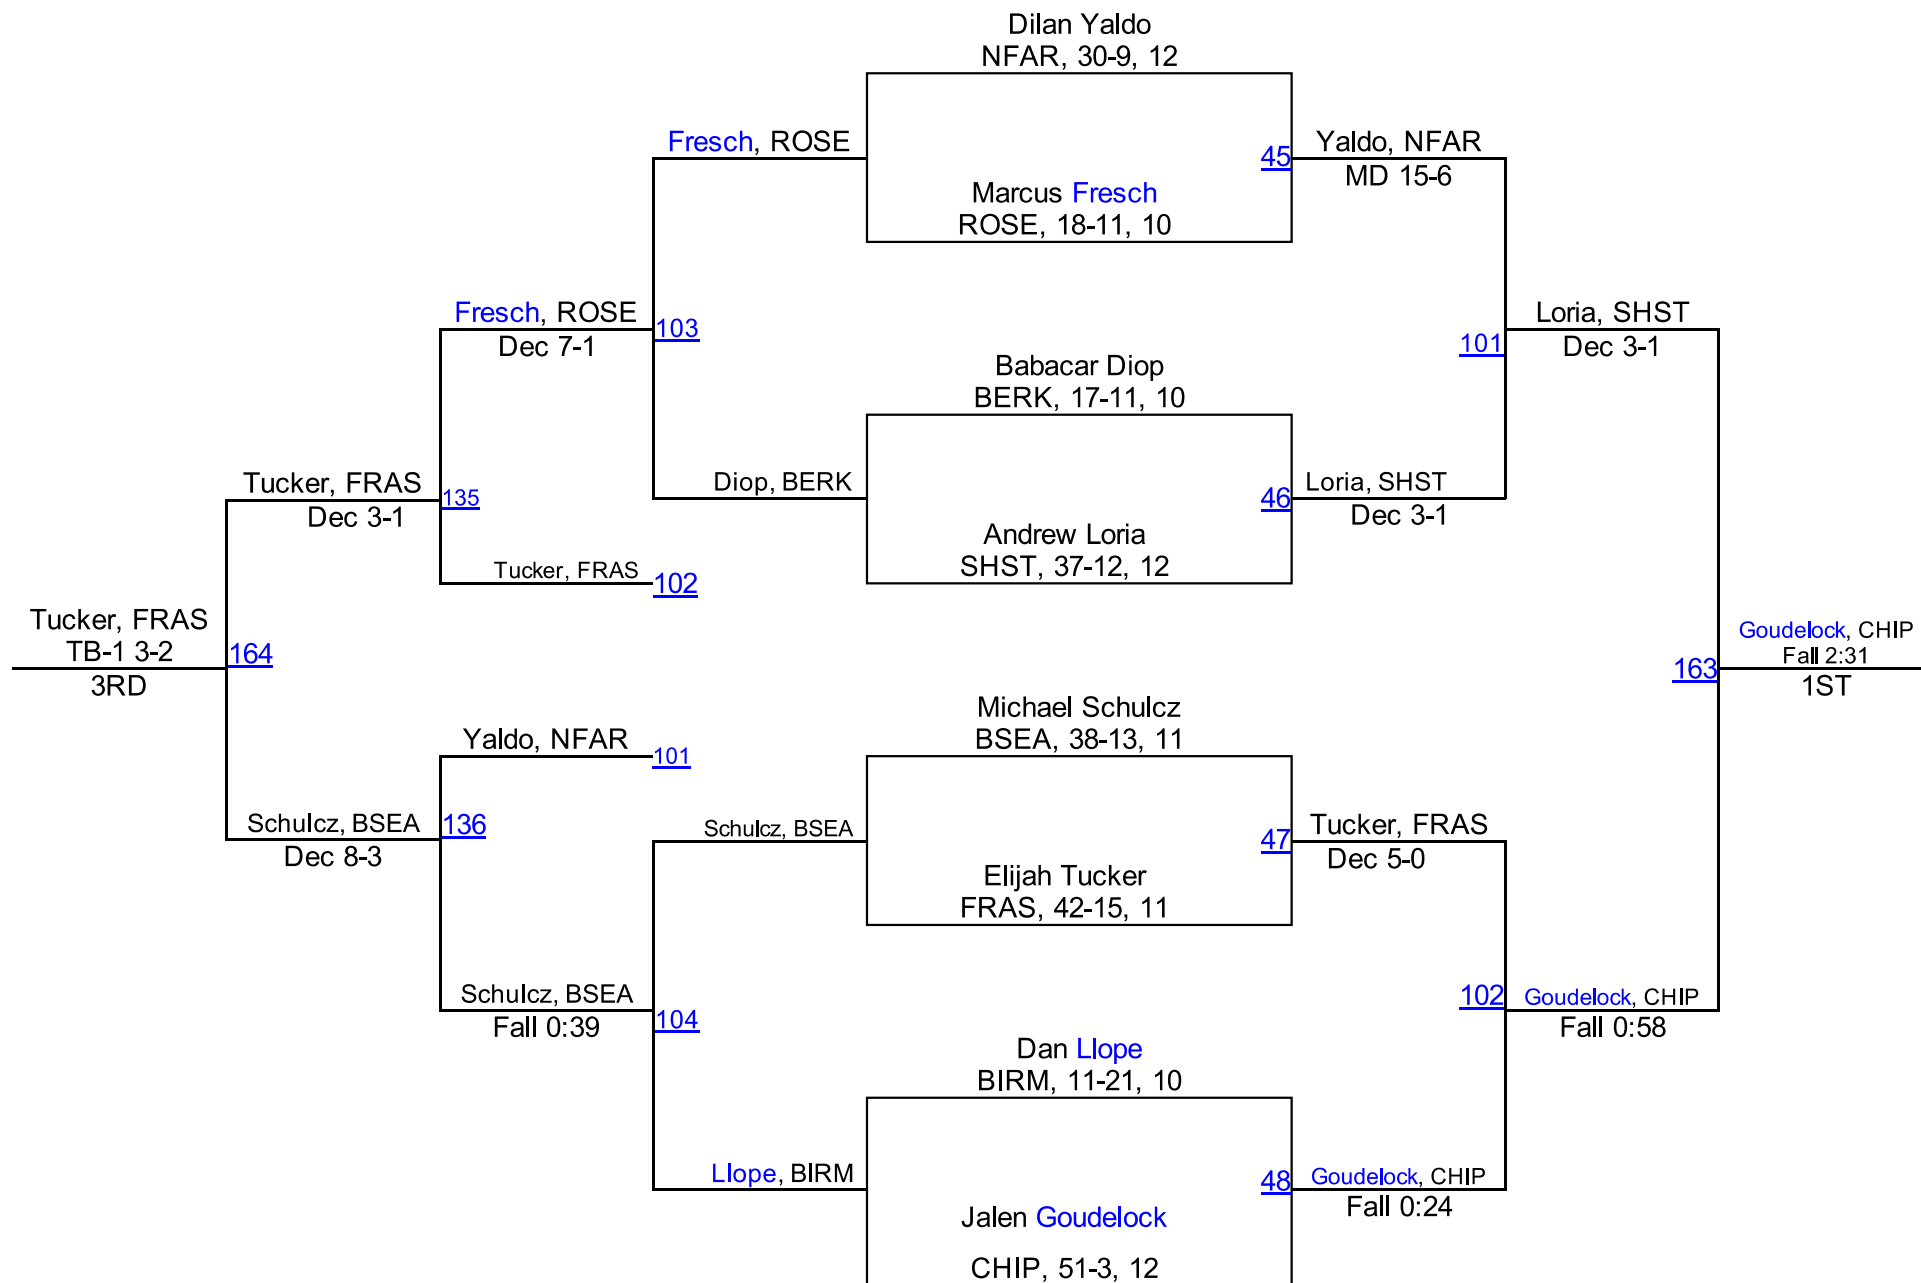 Dilan Yaldo
NFAR, 30-9, 12
Fresch, ROSE
45
Yaldo, NFAR
MD 15-6
Marcus Fresch
ROSE, 18-11, 10
Fresch, ROSE
Dec 7-1
103
Loria, SHST
Dec 3-1
101
Babacar Diop
BERK, 17-11, 10
Tucker, FRAS
Dec 3-1
135
Diop, BERK
46
Loria, SHST
Dec 3-1
Andrew Loria
SHST, 37-12, 12
Tucker, FRAS
102
Tucker, FRAS
TB-1 3-2
3RD
164
163
Goudelock, CHIP
Fall 2:31
1ST
Michael Schulcz
BSEA, 38-13, 11
Yaldo, NFAR
101
Schulcz, BSEA
Dec 8-3
136
Schulcz, BSEA
47
Tucker, FRAS
Dec 5-0
Elijah Tucker
FRAS, 42-15, 11
Schulcz, BSEA
Fall 0:39
104
102
Goudelock, CHIP
Fall 0:58
Dan Llope
BIRM, 11-21, 10
Llope, BIRM
48
Goudelock, CHIP
Fall 0:24
Jalen Goudelock
CHIP, 51-3, 12